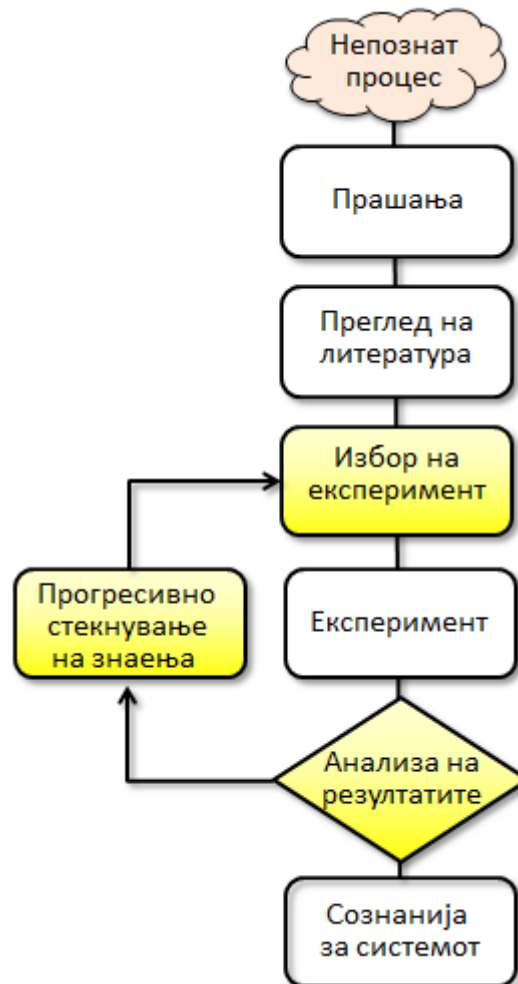 Непознат
процес
Прашања
Преглед на
литература
Избор на
експеримент
Експеримент
Прогресивно
стекнување
на знаења
Анализа на
резултатите
Сознанија
за системот